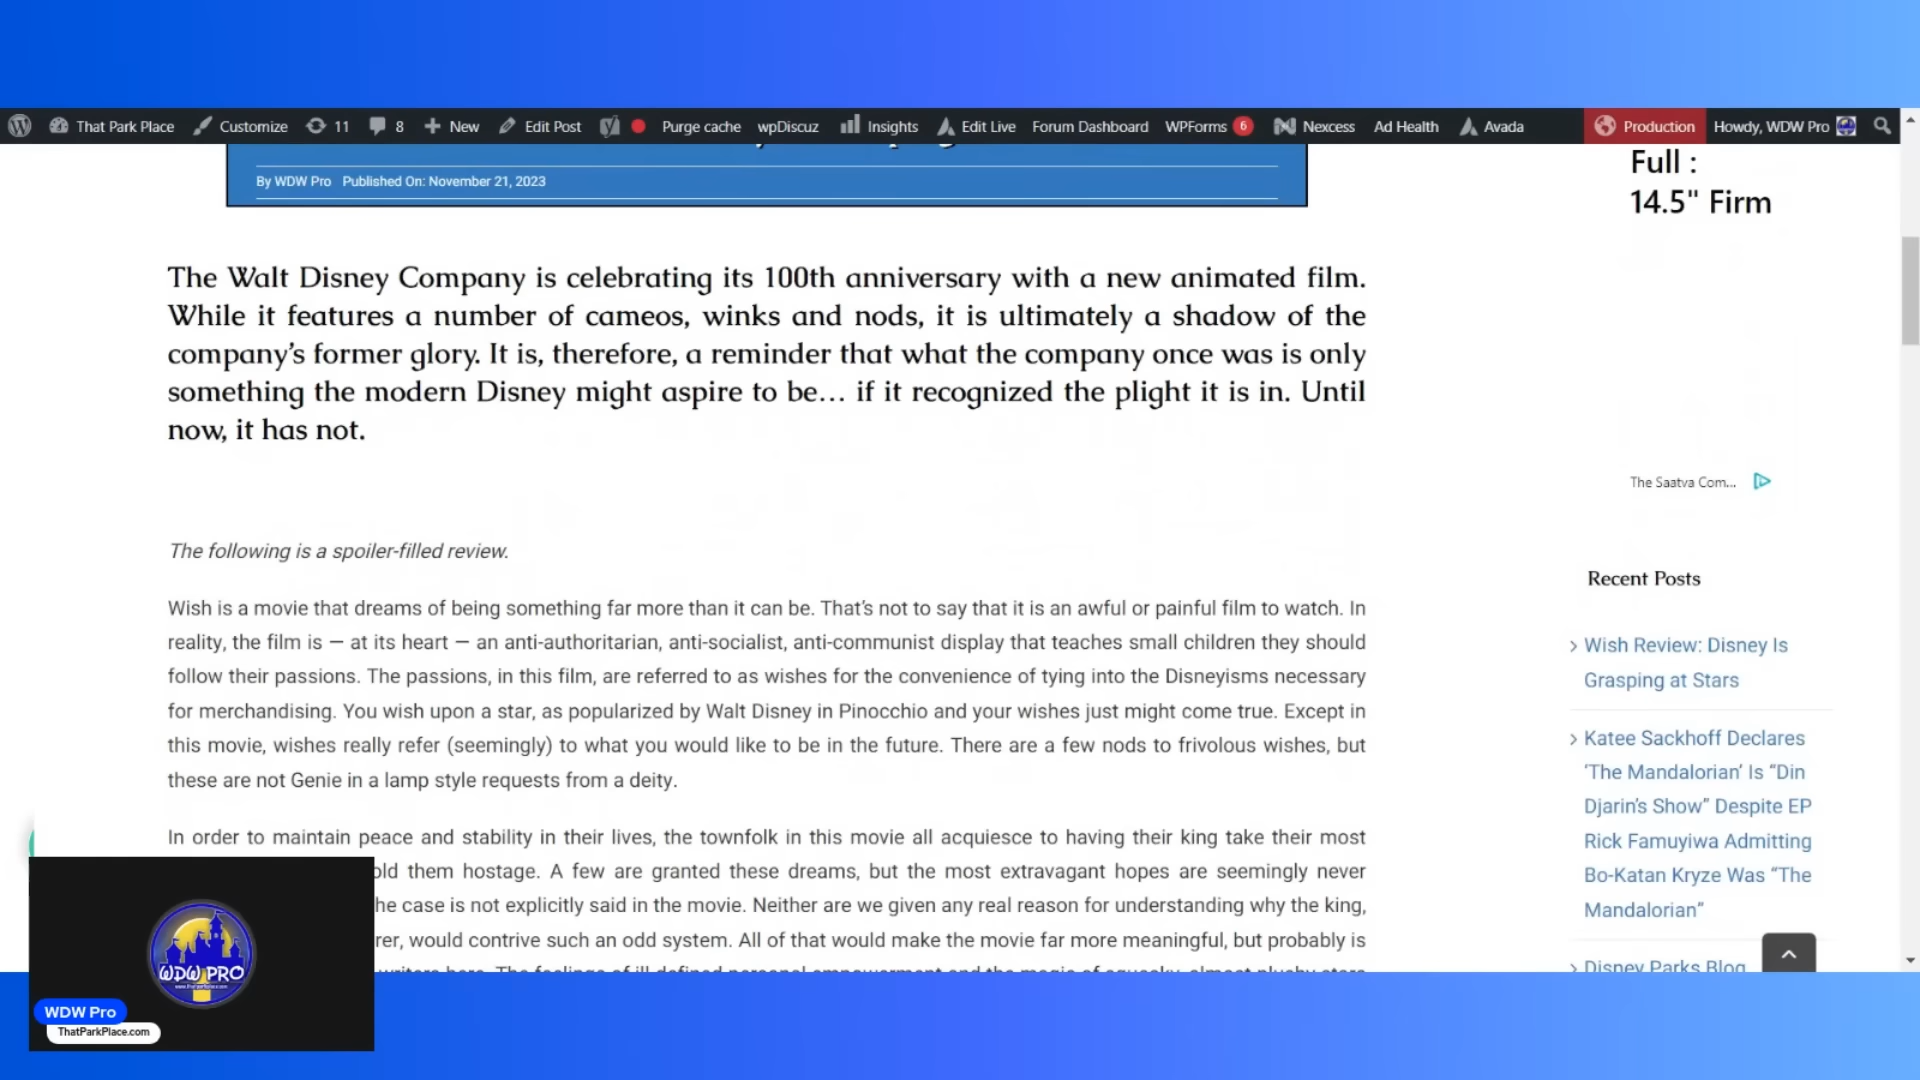 That Park Place Customize 11 8 New Edit Post Purge cache wpDiscuz Insights Edit Live Forum Dashboard WPForms 6 Nexcess Ad Health Avada Production Howdy, WDW Pro
By WDW Pro Published On: November 21, 2023
Full :
14.5" Firm
The Walt Disney Company is celebrating its 100th anniversary with a new animated film.
While it features a number of cameos, winks and nods, it is ultimately a shadow of the
company’s former glory. It is, therefore, a reminder that what the company once was is only
something the modern Disney might aspire to be… if it recognized the plight it is in. Until
now, it has not.
The Saatva Com...
The following is a spoiler-filled review.
Wish is a movie that dreams of being something far more than it can be. That’s not to say that it is an awful or painful film to watch. In
reality, the film is — at its heart — an anti-authoritarian, anti-socialist, anti-communist display that teaches small children they should
follow their passions. The passions, in this film, are referred to as wishes for the convenience of tying into the Disneyisms necessary
for merchandising. You wish upon a star, as popularized by Walt Disney in Pinocchio and your wishes just might come true. Except in
this movie, wishes really refer (seemingly) to what you would like to be in the future. There are a few nods to frivolous wishes, but
these are not Genie in a lamp style requests from a deity.
In order to maintain peace and stability in their lives, the townfolk in this movie all acquiesce to having their king take their most
old them hostage. A few are granted these dreams, but the most extravagant hopes are seemingly never
he case is not explicitly said in the movie. Neither are we given any real reason for understanding why the king,
rer, would contrive such an odd system. All of that would make the movie far more meaningful, but probably is
Recent Posts
Wish Review: Disney Is
Grasping at Stars
Katee Sackhoff Declares
‘The Mandalorian’ Is “Din
Djarin’s Show” Despite EP
Rick Famuyiwa Admitting
Bo-Katan Kryze Was “The
Mandalorian”
Disney Parks Blog
WDW PRO
WDW Pro
ThatParkPlace.com